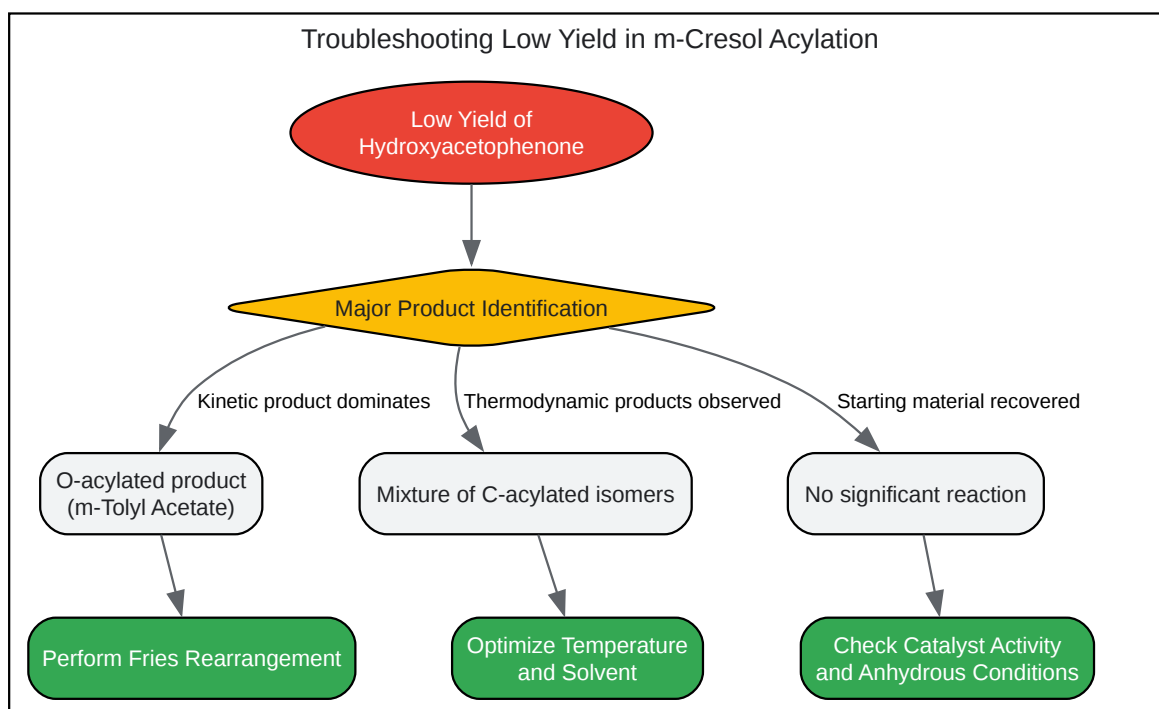 Troubleshooting Low Yield in m-Cresol Acylation
Low Yield of
Hydroxyacetophenone
Major Product Identification
Kinetic product dominates
Thermodynamic products observed
Starting material recovered
O-acylated product
(m-Tolyl Acetate)
Mixture of C-acylated isomers
No significant reaction
Perform Fries Rearrangement
Optimize Temperature
and Solvent
Check Catalyst Activity
and Anhydrous Conditions